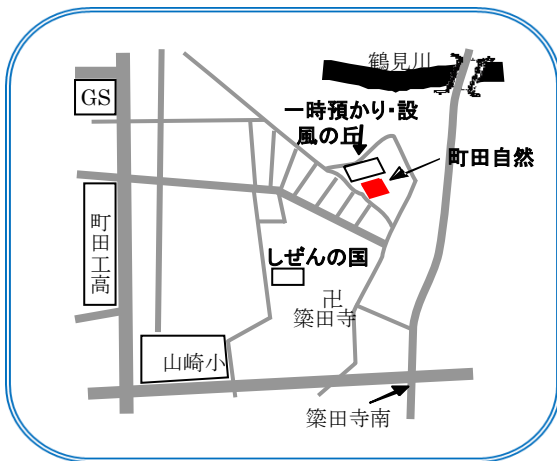 鶴見川
GS
一時預かり・設
風の丘
町田自然
町田工高
しぜんの国
卍
簗田寺
山崎小
簗田寺南